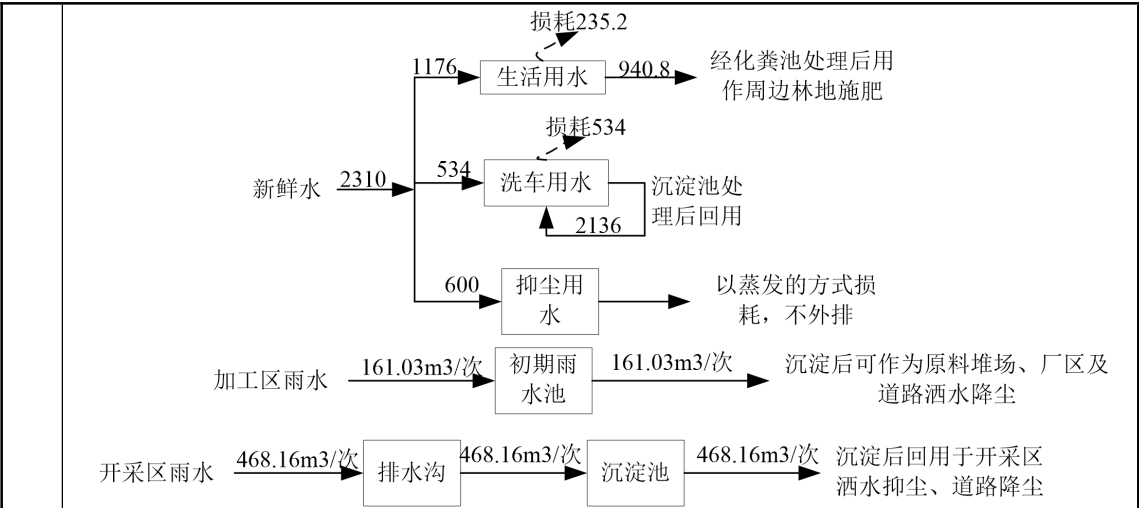 损耗235.2
1176
生活用水
940.8
经化粪池处理后用
作周边林地施肥
损耗534
新鲜水
2310
534
洗车用水
沉淀池处
理后回用
2136
600
抑尘用
水
以蒸发的方式损
耗，不外排
加工区雨水
161.03m3/次
初期雨
水池
161.03m3/次
沉淀后可作为原料堆场、厂区及
道路洒水降尘
开采区雨水
468.16m3/次
排水沟
468.16m3/次
沉淀池
468.16m3/次
沉淀后回用于开采区
洒水抑尘、道路降尘